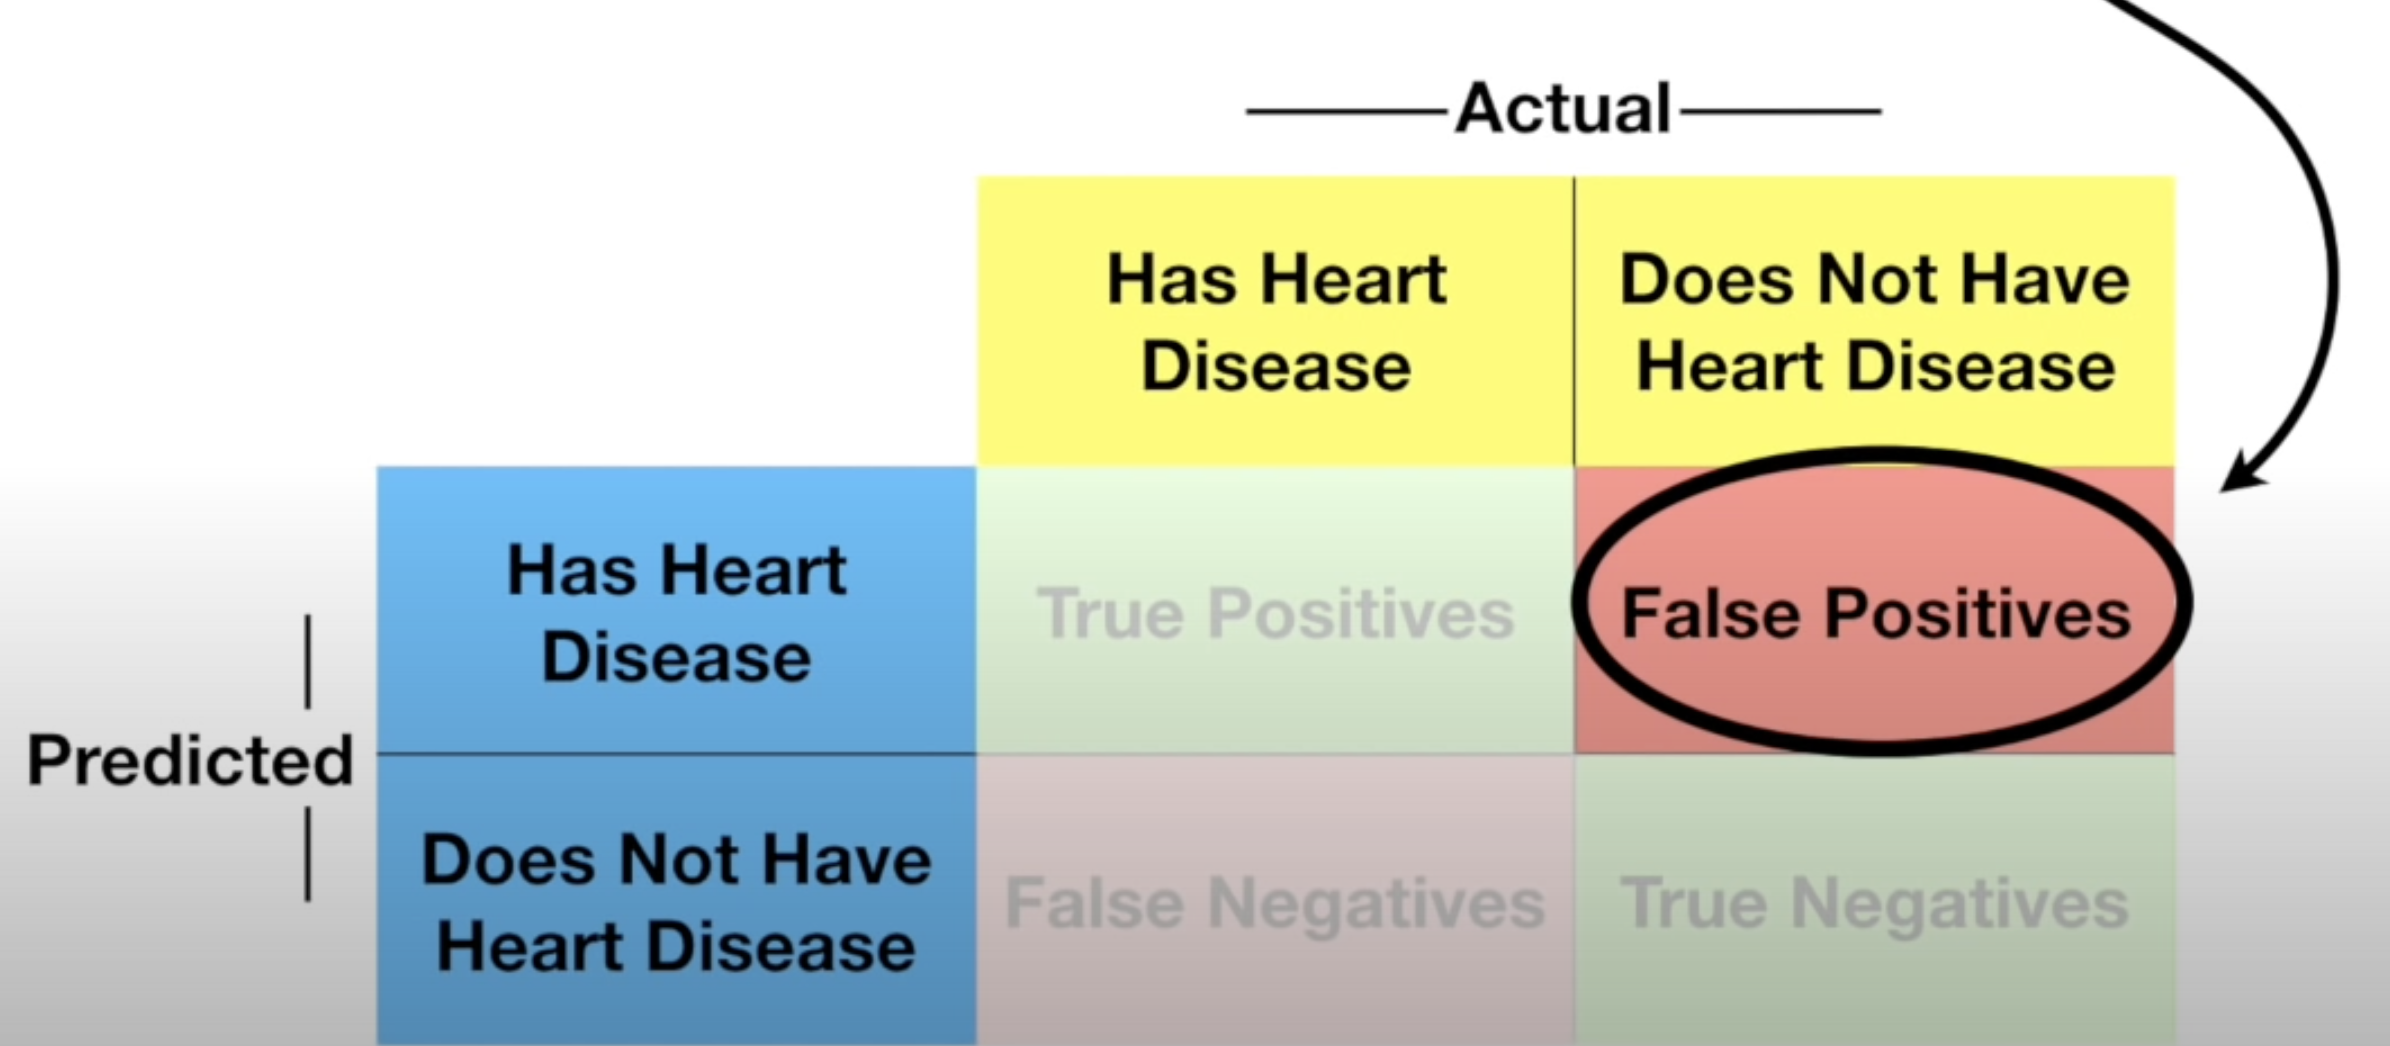 Actual
Has Heart
Disease
Does Not Have
Heart Disease
Has Heart
Disease
True Positives
False Positives
Predicted
Does Not Have
Heart Disease
False Negatives
True Negatives